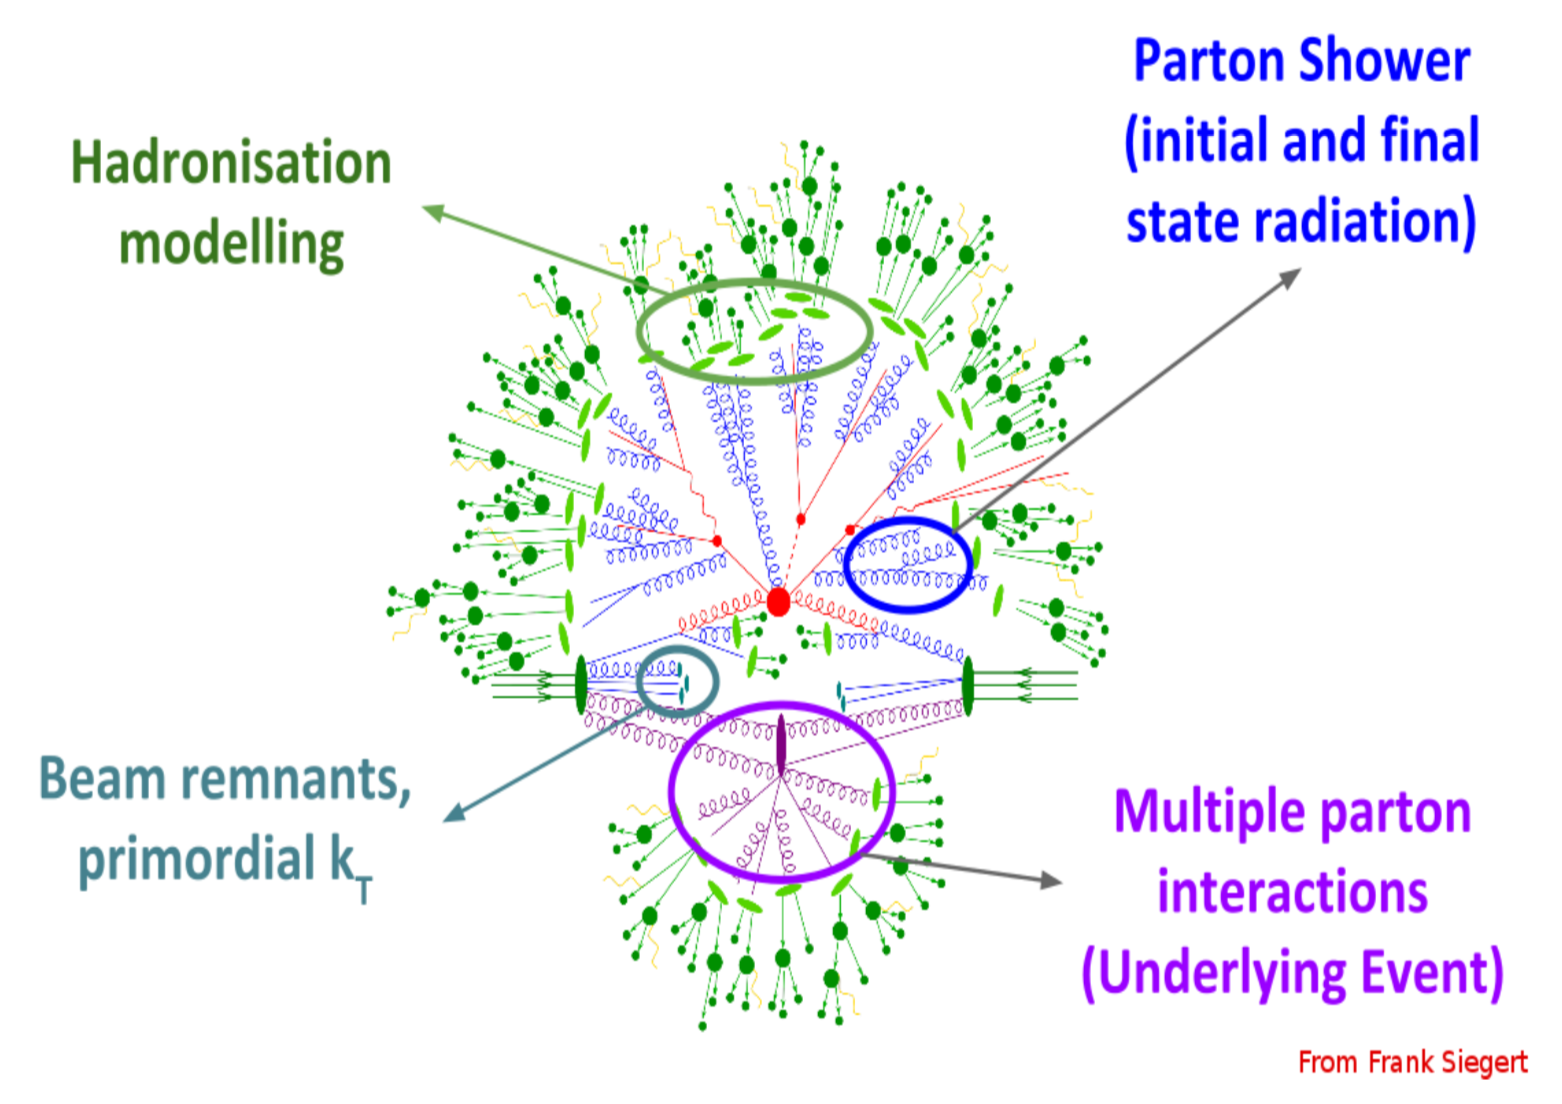 Parton Shower
(initial and final
state radiation)
Hadronisation
modelling
Beam remnants,
primordial k_T
Multiple parton
interactions
(Underlying Event)
From Frank Siegert